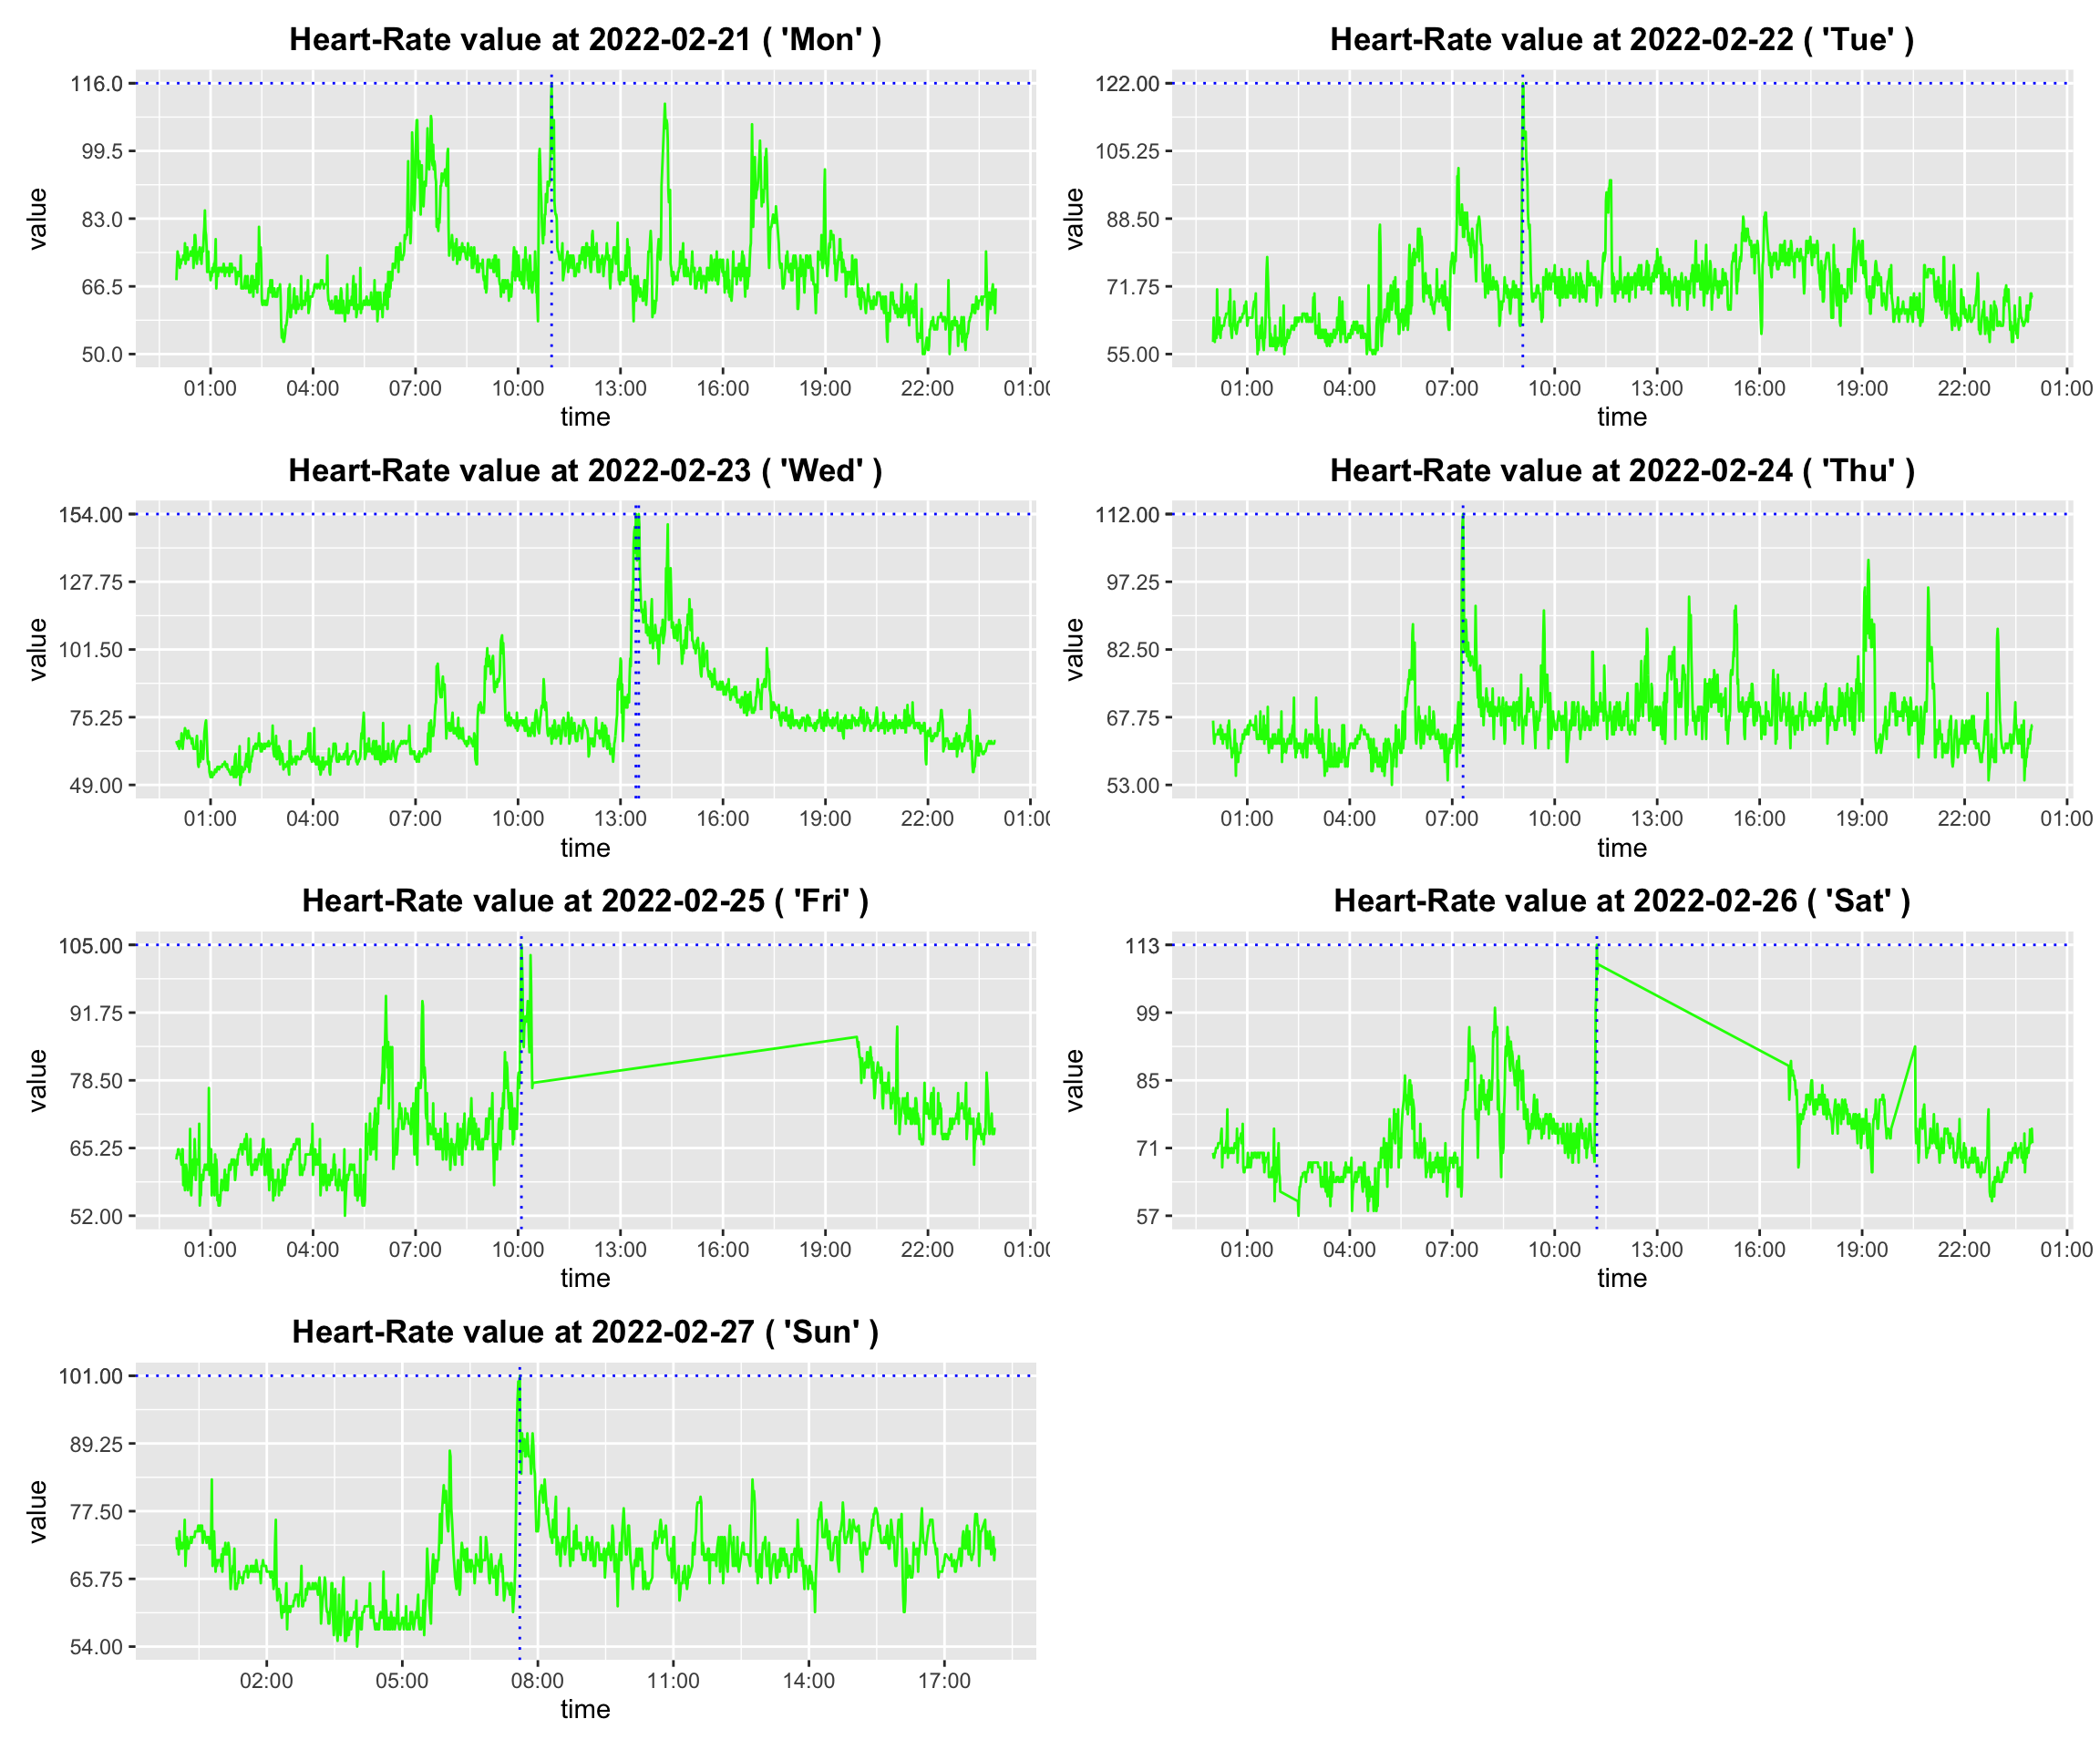 Heart-Rate value at 2022-02-21 ( 'Mon' )
116.0
99.5
83.0
66.5
50.0
value
01:00 04:00 07:00 10:00 13:00 16:00 19:00 22:00 01:00
time
Heart-Rate value at 2022-02-22 ( 'Tue' )
122.00
105.25
88.50
71.75
55.00
value
01:00 04:00 07:00 10:00 13:00 16:00 19:00 22:00 01:00
time
Heart-Rate value at 2022-02-23 ( 'Wed' )
154.00
127.75
101.50
75.25
49.00
value
01:00 04:00 07:00 10:00 13:00 16:00 19:00 22:00 01:00
time
Heart-Rate value at 2022-02-24 ( 'Thu' )
112.00
97.25
82.50
67.75
53.00
value
01:00 04:00 07:00 10:00 13:00 16:00 19:00 22:00 01:00
time
Heart-Rate value at 2022-02-25 ( 'Fri' )
105.00
91.75
78.50
65.25
52.00
value
01:00 04:00 07:00 10:00 13:00 16:00 19:00 22:00 01:00
time
Heart-Rate value at 2022-02-26 ( 'Sat' )
113
99
85
71
57
value
01:00 04:00 07:00 10:00 13:00 16:00 19:00 22:00 01:00
time
Heart-Rate value at 2022-02-27 ( 'Sun' )
101.00
89.25
77.50
65.75
54.00
value
02:00 05:00 08:00 11:00 14:00 17:00
time